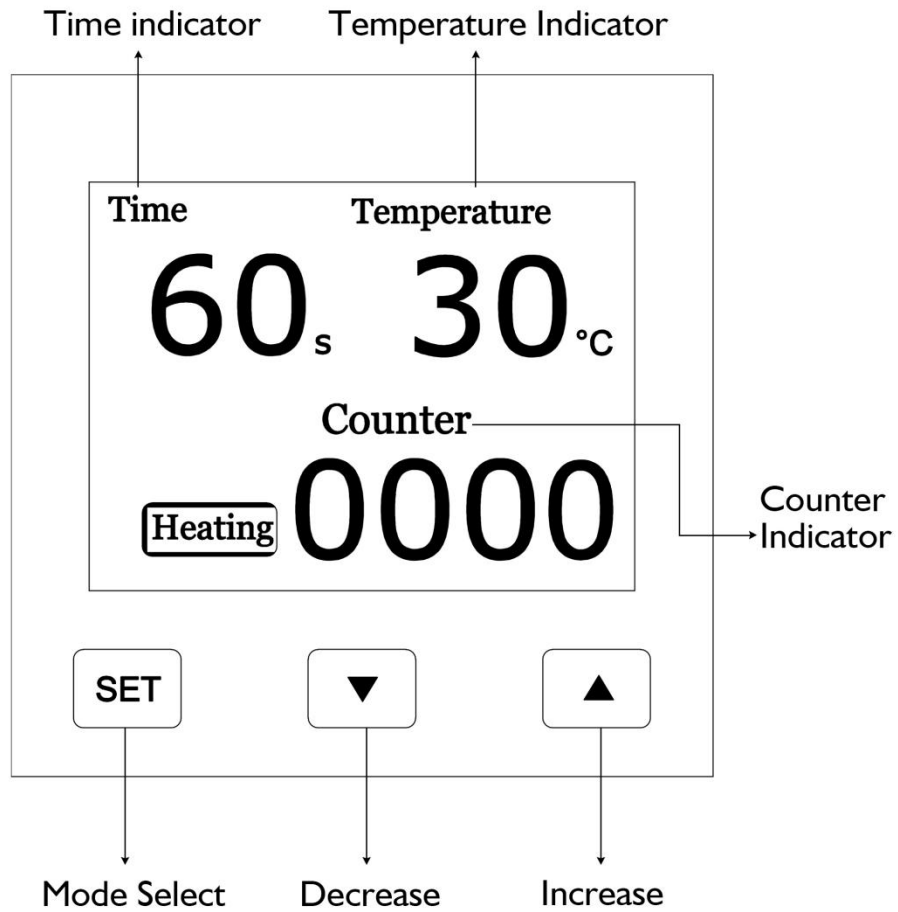 Time indicator
Temperature Indicator
Time
Temperature
60s
30°C
Counter
Heating
0000
Counter
Indicator
SET
▼
▲
Mode Select
Decrease
Increase